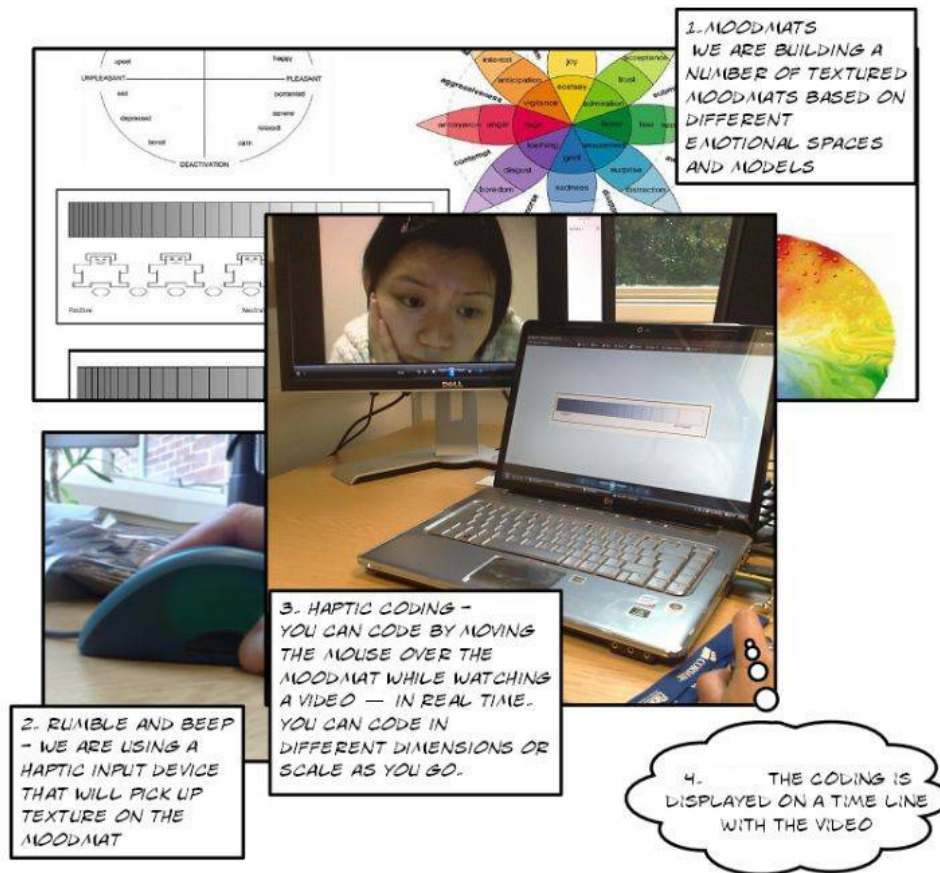 1. MOODMATS
WE ARE BUILDING A
NUMBER OF TEXTURED
MOODMATS BASED ON
DIFFERENT
EMOTIONAL SPACES
AND MODELS
upset
happy
UNPLEASANT
PLEASANT
sad
contented
serene
depressed
relaxed
bored
calm
DEACTIVATION
interest
joy
acceptance
anticipation
trust
aggressiveness
ecstasy
vigilance
admiration
annoyance
anger
rage
terror
fear
loathing
amazement
grief
contempt
disgust
surprise
boredom
sadness
distraction
Positive
Neutral
DELL
2. RUMBLE AND BEEP
- WE ARE USING A
HAPTIC INPUT DEVICE
THAT WILL PICK UP
TEXTURE ON THE
MOODMAT
3. HAPTIC CODING -
YOU CAN CODE BY MOVING
THE MOUSE OVER THE
MOODMAT WHILE WATCHING
A VIDEO — IN REAL TIME.
YOU CAN CODE IN
DIFFERENT DIMENSIONS OR
SCALE AS YOU GO.
CORSAIR
4. THE CODING IS
DISPLAYED ON A TIME LINE
WITH THE VIDEO